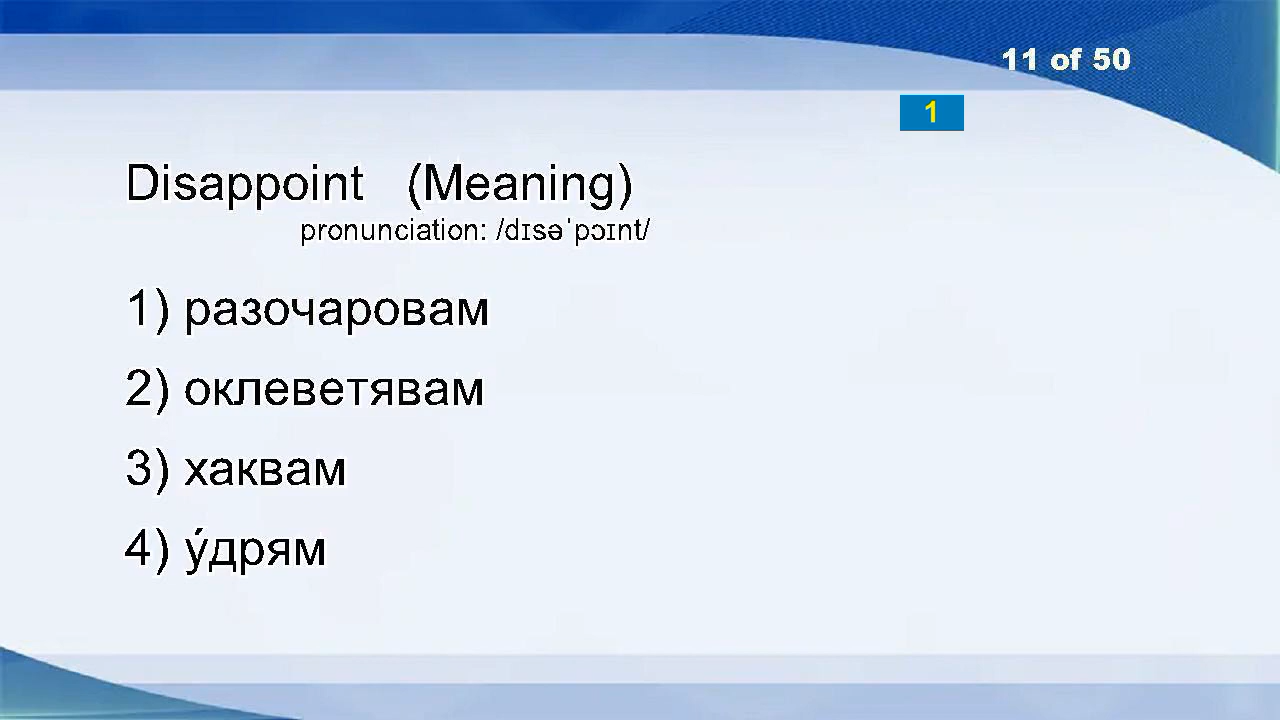 11 of 50
1
Disappoint (Meaning)
pronunciation: /dɪsəˈpɔɪnt/
1) разочаровам
2) оклеветявам
3) хаквам
4) у́дрям